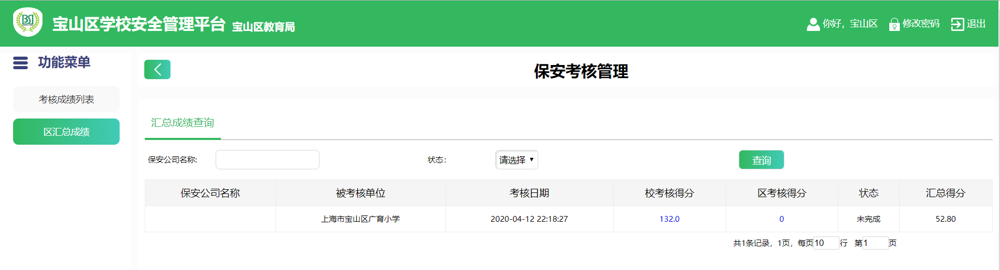 宝山区学校安全管理平台 宝山区教育局
你好，宝山区 修改密码 退出
功能菜单
考核成绩列表
区汇总成绩
保安考核管理
汇总成绩查询
保安公司名称: 状态: 请选择 查询
保安公司名称 被考核单位 考核日期 校考核得分 区考核得分 状态 汇总得分
上海市宝山区广育小学 2020-04-12 22:18:27 132.0 0 未完成 52.80
共1条记录，1页，每页10行 第1页